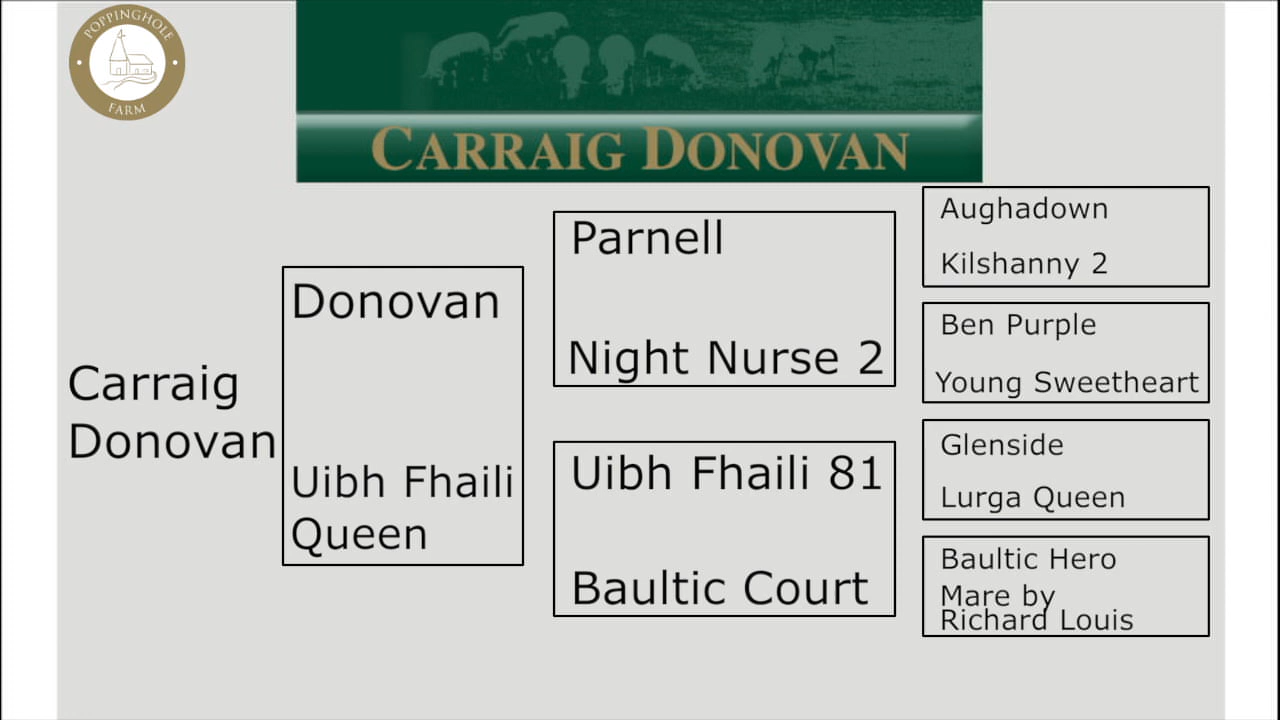 POPPINGHOLE
FARM
CARRAIG DONOVAN
Carraig
Donovan
Donovan
Uibh Fhaili
Queen
Parnell
Night Nurse 2
Uibh Fhaili 81
Baultic Court
Aughadown
Kilshanny 2
Ben Purple
Young Sweetheart
Glenside
Lurga Queen
Baultic Hero
Mare by
Richard Louis